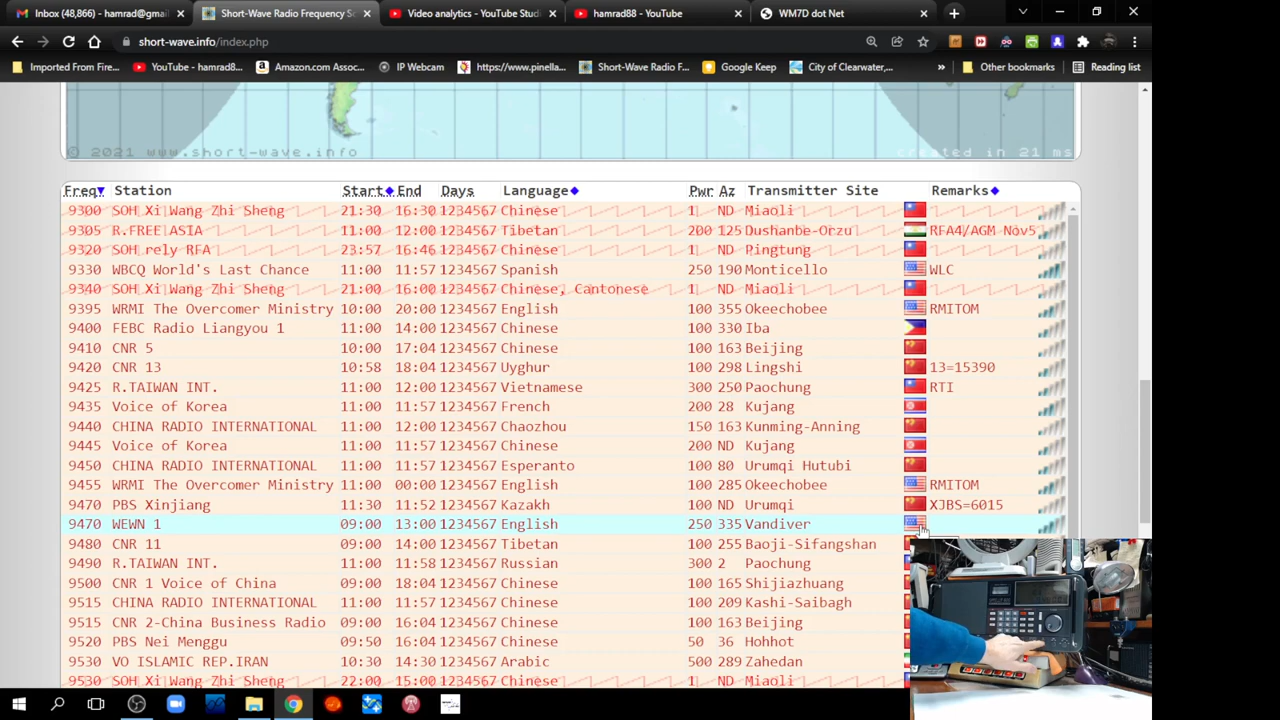 Inbox (48,866) - hamrad@gmail
Short-Wave Radio Frequency Sc
Video analytics - YouTube Stud
hamrad88 - YouTube
WM7D dot Net
short-wave.info/index.php
Imported From Fire...
YouTube - hamrad8...
Amazon.com Assoc...
IP Webcam
https://www.pinella...
Short-Wave Radio F...
Google Keep
City of Clearwater,...
»
Other bookmarks
Reading list
© 2021 www.short-wave.info created in 21 ms
Freq Station Start End Days Language Pwr Az Transmitter Site Remarks
9300 SOH Xi Wang Zhi Sheng 21:30 16:30 1234567 Chinese 1 ND Miaoli
9305 R.FREE ASIA 1234567 Tibetan 200 125 Dushanbe-Orzu RFA4/AGM Nov5
9320 SOH rely RFA 13:57 16:46 1234567 Chinese 1 ND Pingtung
9330 WBCQ World's Last Chance 11:00 11:57 1234567 Spanish 250 190 Monticello WLC
9340 SOH Xi Wang Zhi Sheng 21:00 16:00 1234567 Chinese, Cantonese 1 ND Miaoli
9395 WRMI The Overcomer Ministry 10:00 20:00 1234567 English 100 355 Okeechobee RMITOM
9400 FEBC Radio Liangyou 1 11:00 14:00 1234567 Chinese 100 330 Iba
9410 CNR 5 10:00 17:04 1234567 Chinese 100 163 Beijing
9420 CNR 13 10:58 18:04 1234567 Uyghur 100 298 Lingshi 13=15390
9425 R.TAIWAN INT. 11:00 12:00 1234567 Vietnamese 300 250 Paochung RTI
9435 Voice of Korea 11:00 11:57 1234567 French 200 28 Kujang
9440 CHINA RADIO INTERNATIONAL 11:00 12:00 1234567 Chaozhou 150 163 Kunming-Anning
9445 Voice of Korea 11:00 11:57 1234567 Chinese 200 ND Kujang
9450 CHINA RADIO INTERNATIONAL 11:00 11:57 1234567 Esperanto 100 80 Urumqi Hutubi
9455 WRMI The Overcomer Ministry 11:00 00:00 1234567 English 100 285 Okeechobee RMITOM
9470 PBS Xinjiang 11:30 11:52 1234567 Kazakh 100 ND Urumqi XJBS=6015
9470 WEWN 1 09:00 13:00 1234567 English 250 335 Vandiver
9480 CNR 11 09:00 14:00 1234567 Tibetan 100 255 Baoji-Sifangshan
9490 R.TAIWAN INT. 11:00 11:58 1234567 Russian 300 2 Paochung
9500 CNR 1 Voice of China 09:00 18:04 1234567 Chinese 100 165 Shijiazhuang
9515 CHINA RADIO INTERNATIONAL 11:00 11:57 1234567 Chinese 100 209 Kashi-Saibagh
9515 CNR 2-China Business Radio 09:00 16:04 1234567 Chinese 100 163 Beijing
9520 PBS Nei Menggu 16:04 1234567 Chinese 50 36 Hohhot
9530 VO ISLAMIC REP.IRAN 10:30 14:30 1234567 Arabic 500 289 Zahedan
9530 SOH Xi Wang Zhi Sheng 22:00 15:00 1234567 Chinese 1 ND Miaoli